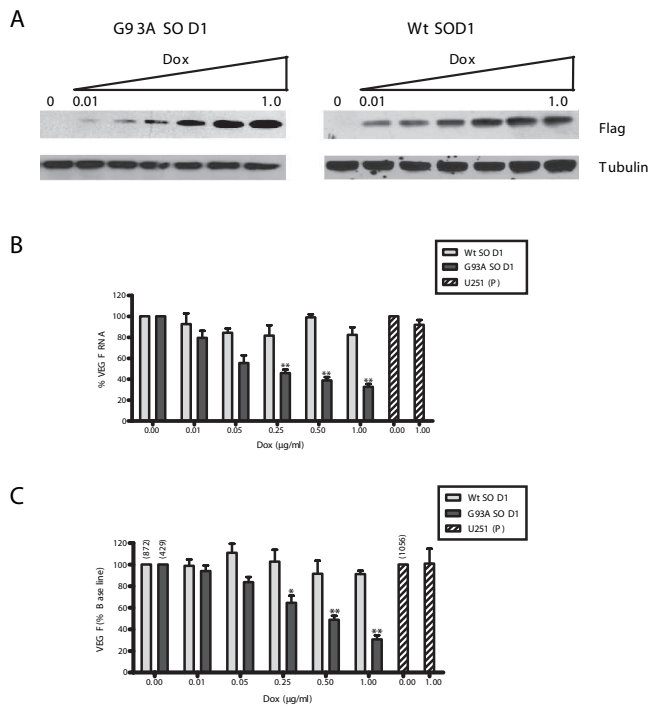 A
G9 3A SO D1
Wt SOD1
Dox
Dox
0 0.01 1.0
0 0.01 1.0
Flag
Tubulin
B
Wt SO D1
G93A SO D1
U251 (P)
% VEG F RNA
120
100
80
60
40
20
0
** ** **
0.00 0.01 0.05 0.25 0.50 1.00 0.00 1.00
Dox (µg/ml)
C
Wt SO D1
G93A SO D1
U251 (P)
VEG F (% B ase line)
120
100
80
60
40
20
0
(872) (429) (1056)
* ** **
0.00 0.01 0.05 0.25 0.50 1.00 0.00 1.00
Dox (µg/ml)